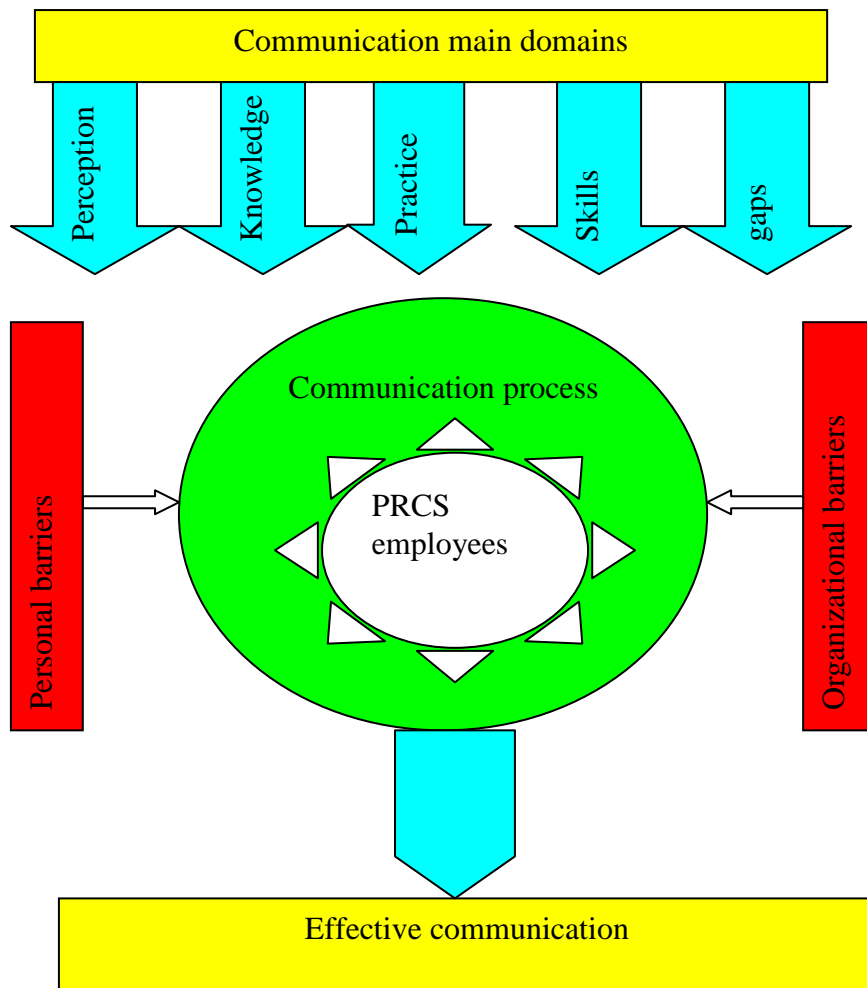 Communication main domains
Perception
Knowledge
Practice
Skills
gaps
Communication process
PRCS
employees
Personal barriers
Organizational barriers
Effective communication